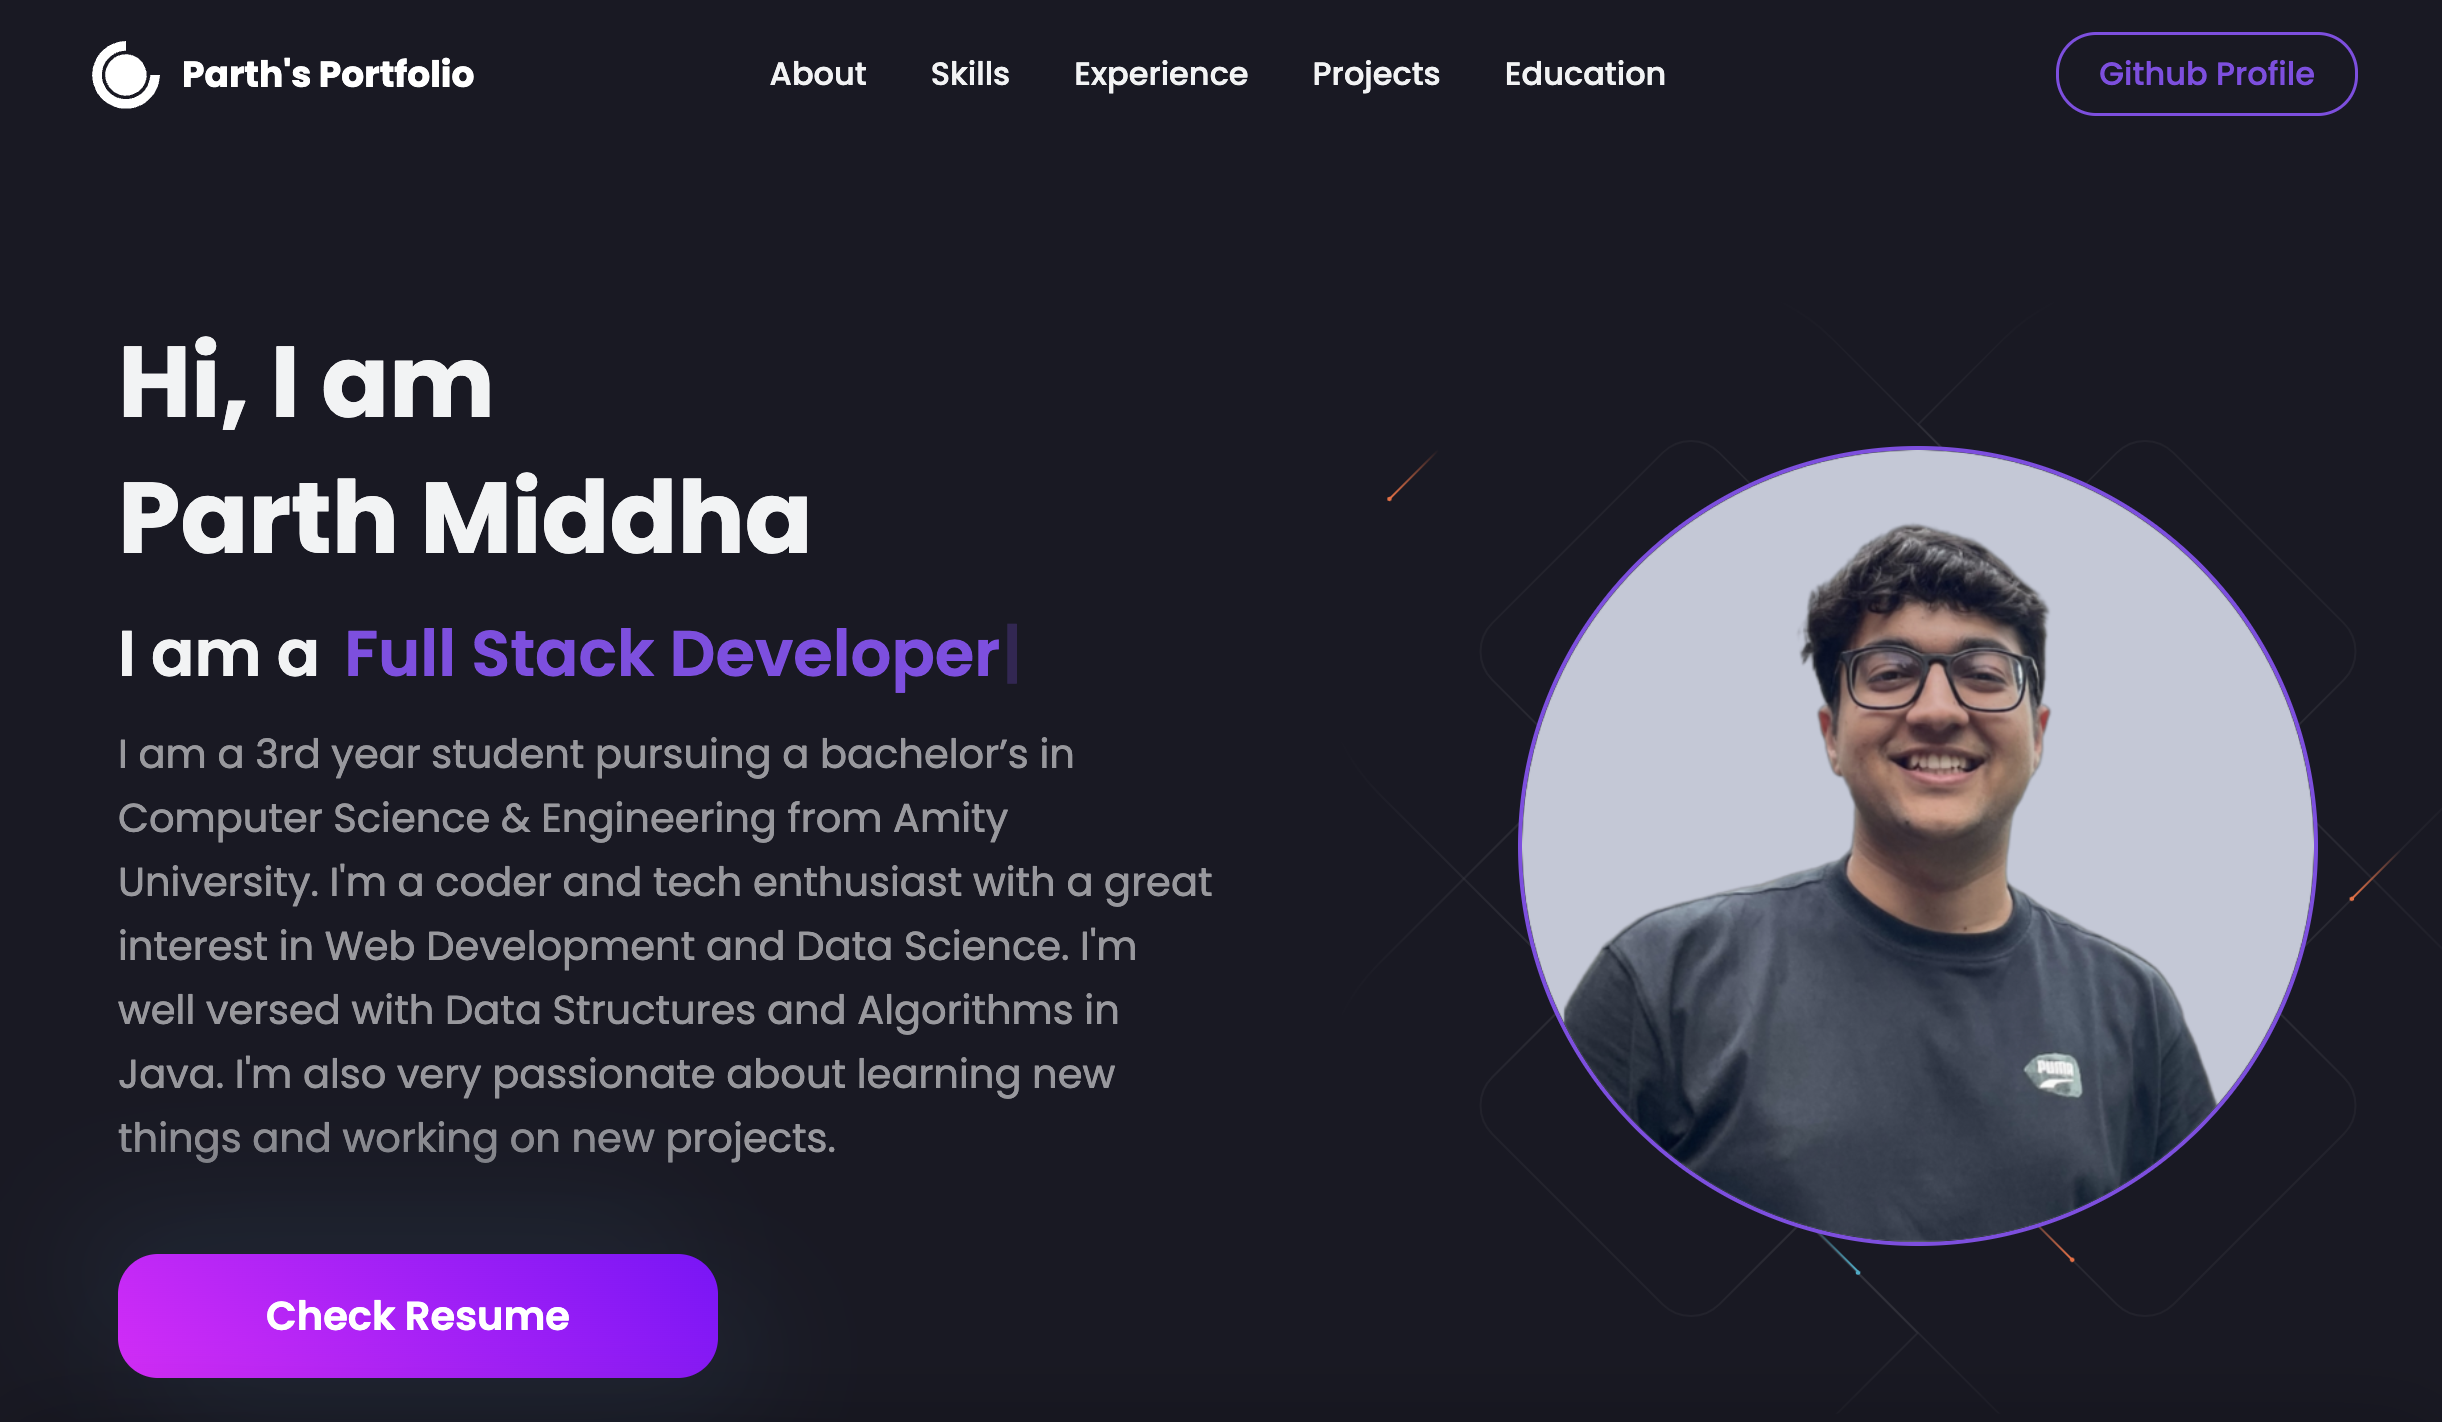 Parth's Portfolio
About
Skills
Experience
Projects
Education
Github Profile
Hi, I am
Parth Middha
I am a Full Stack Developer
I am a 3rd year student pursuing a bachelor’s in
Computer Science & Engineering from Amity
University. I'm a coder and tech enthusiast with a great
interest in Web Development and Data Science. I'm
well versed with Data Structures and Algorithms in
Java. I'm also very passionate about learning new
things and working on new projects.
PUMA
Check Resume